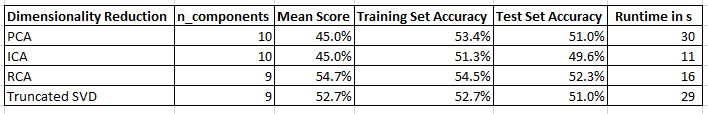 Dimensionality Reduction n_components Mean Score Training Set Accuracy Test Set Accuracy Runtime in s
PCA 10 45.0% 53.4% 51.0% 30
ICA 10 45.0% 51.3% 49.6% 11
RCA 9 54.7% 54.5% 52.3% 16
Truncated SVD 9 52.7% 52.7% 51.0% 29